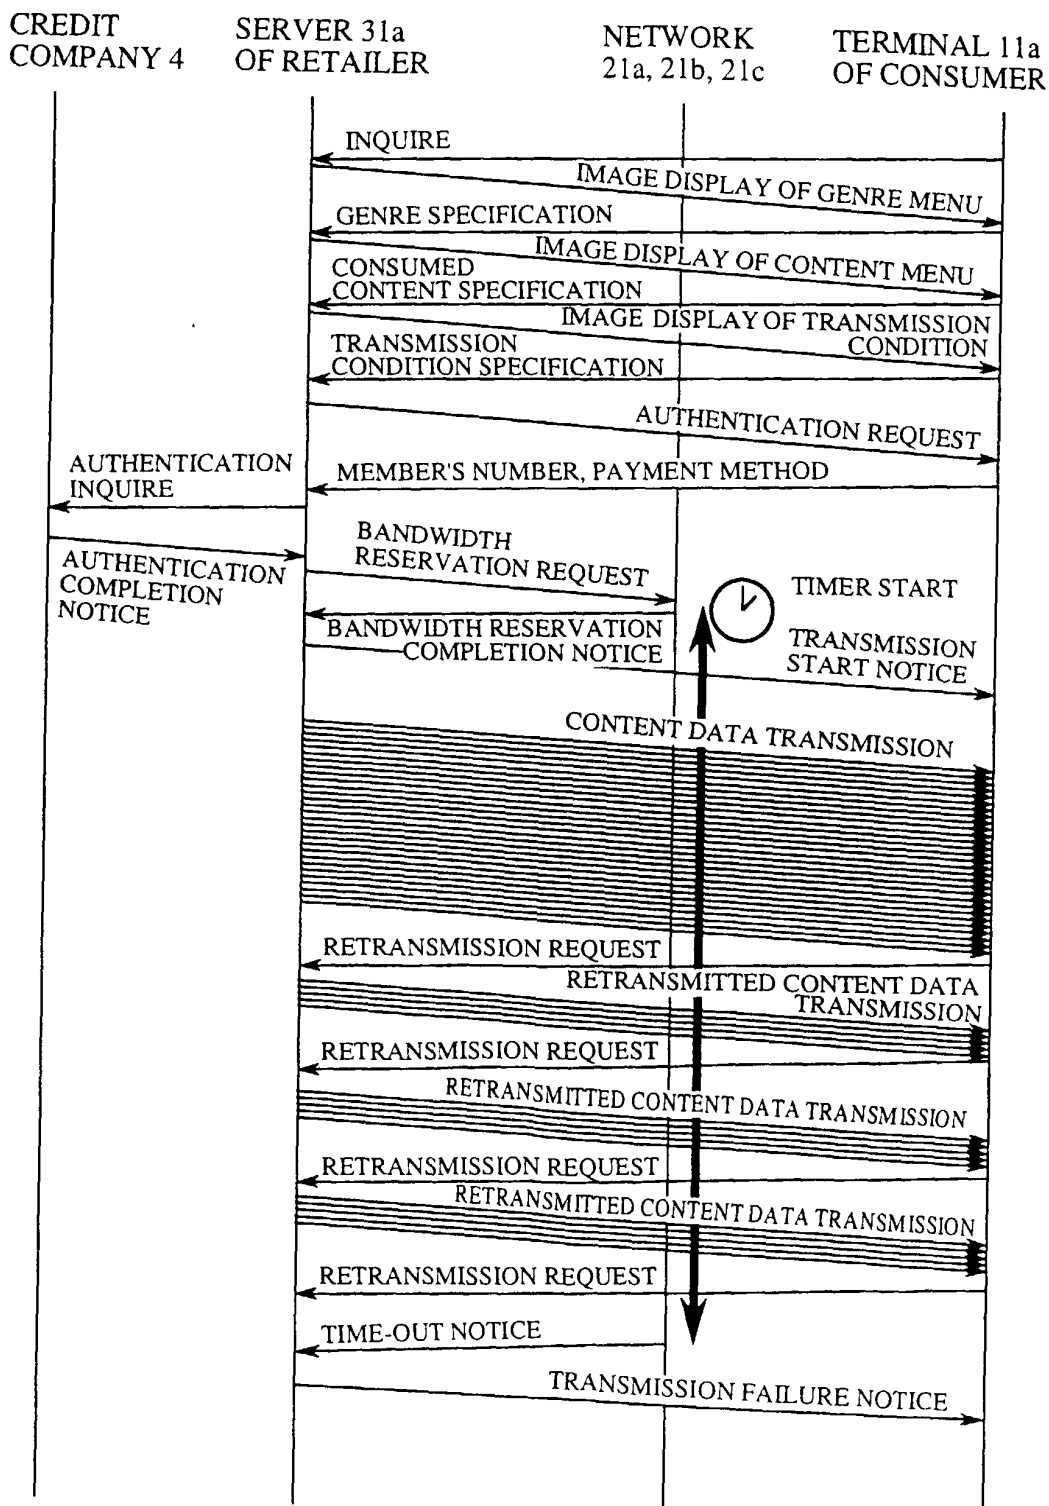 CREDIT
COMPANY 4
SERVER 31a
OF RETAILER
NETWORK
21a, 21b, 21c
TERMINAL 11a
OF CONSUMER
INQUIRE
IMAGE DISPLAY OF GENRE MENU
GENRE SPECIFICATION
IMAGE DISPLAY OF CONTENT MENU
CONSUMED
CONTENT SPECIFICATION
IMAGE DISPLAY OF TRANSMISSION
CONDITION
TRANSMISSION
CONDITION SPECIFICATION
AUTHENTICATION REQUEST
MEMBER'S NUMBER, PAYMENT METHOD
AUTHENTICATION
INQUIRE
AUTHENTICATION
COMPLETION
NOTICE
BANDWIDTH
RESERVATION REQUEST
TIMER START
BANDWIDTH RESERVATION
COMPLETION NOTICE
TRANSMISSION
START NOTICE
CONTENT DATA TRANSMISSION
RETRANSMISSION REQUEST
RETRANSMITTED CONTENT DATA
TRANSMISSION
RETRANSMISSION REQUEST
RETRANSMITTED CONTENT DATA TRANSMISSION
RETRANSMISSION REQUEST
RETRANSMITTED CONTENT DATA TRANSMISSION
RETRANSMISSION REQUEST
TIME-OUT NOTICE
TRANSMISSION FAILURE NOTICE